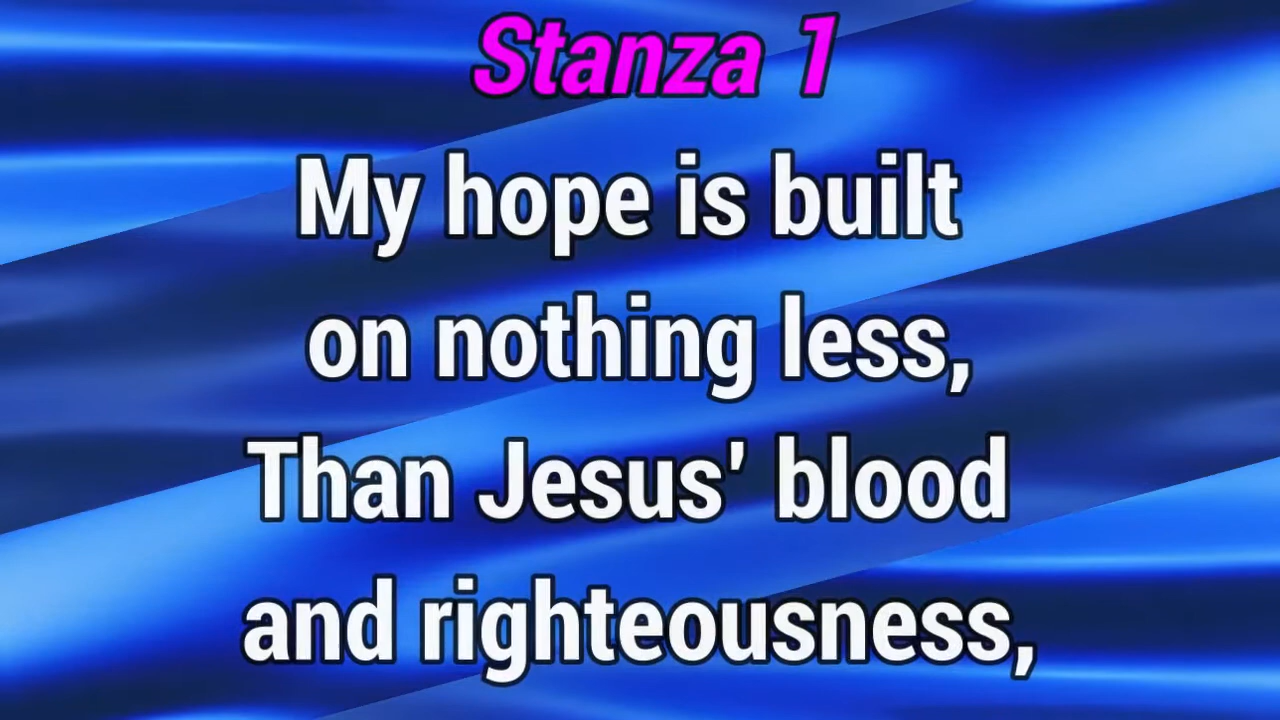 Stanza 1
My hope is built
on nothing less,
Than Jesus' blood
and righteousness,